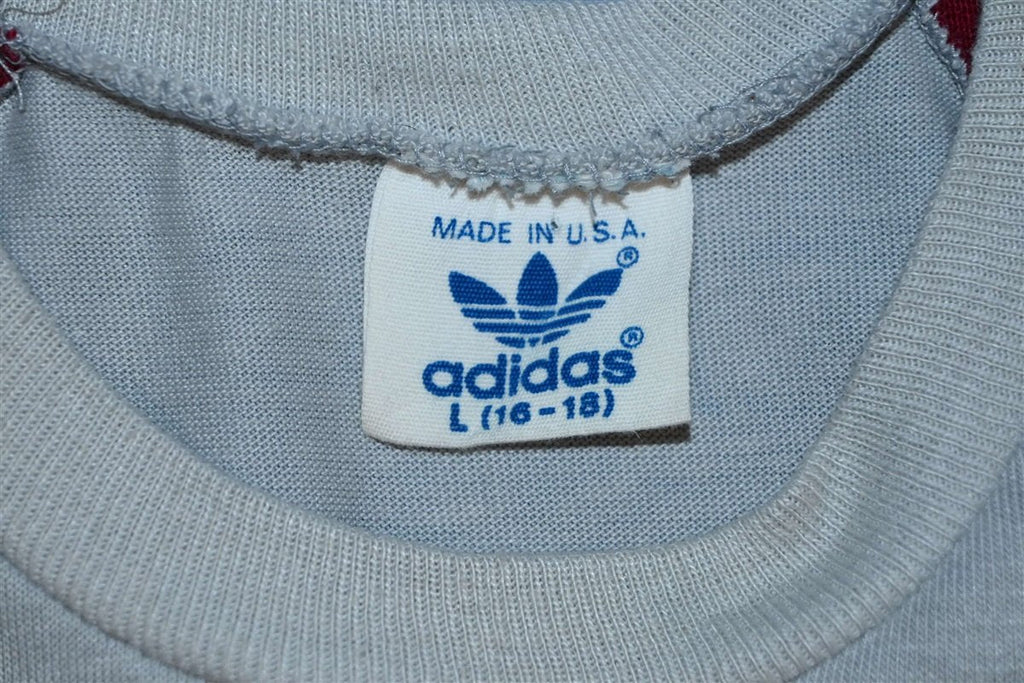 MADE IN U.S.A.
®
®
adidas
L (16-18)